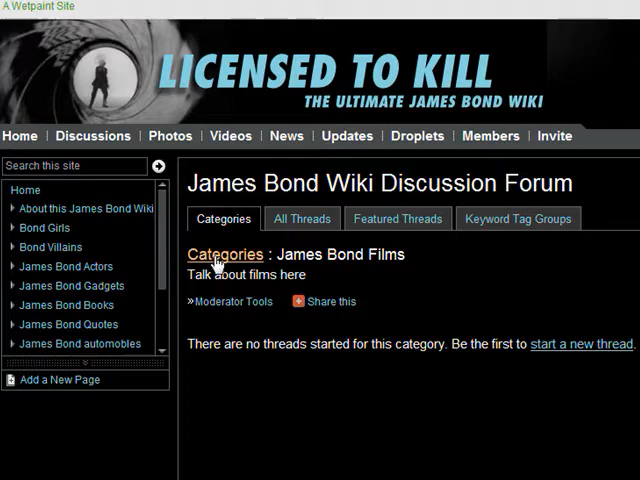 A Wetpaint Site
LICENSED TO KILL
THE ULTIMATE JAMES BOND WIKI
Home Discussions Photos Videos News Updates Droplets Members Invite
Search this site
Home
About this James Bond Wiki
Bond Girls
Bond Villains
James Bond Actors
James Bond Gadgets
James Bond Books
James Bond Quotes
James Bond automobles
Add a New Page
James Bond Wiki Discussion Forum
Categories All Threads Featured Threads Keyword Tag Groups
Categories : James Bond Films
Talk about films here
»Moderator Tools Share this
There are no threads started for this category. Be the first to start a new thread.